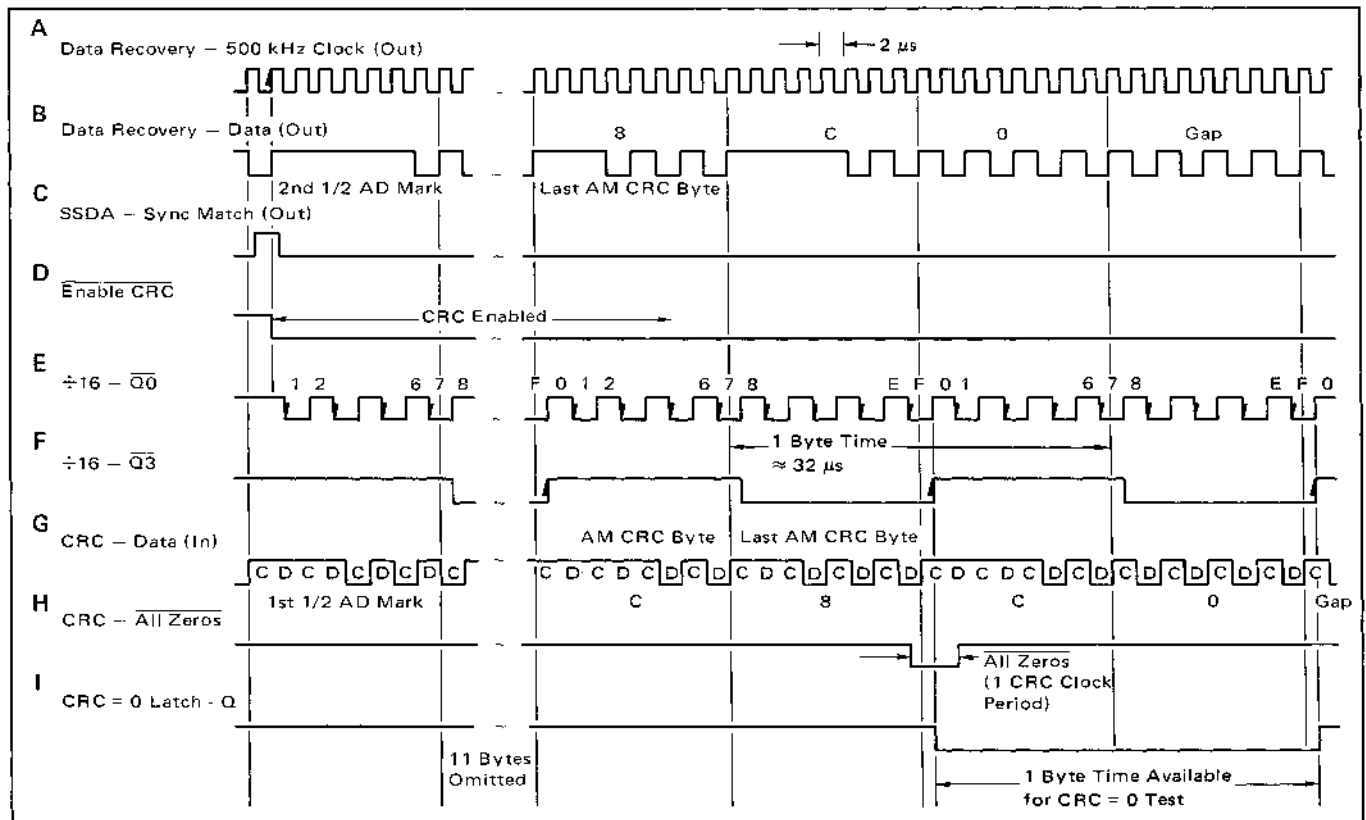 A
Data Recovery — 500 kHz Clock (Out)
2 μs
B
Data Recovery — Data (Out)
8 C 0 Gap
2nd 1/2 AD Mark Last AM CRC Byte
C
SSDA — Sync Match (Out)
~
D
Enable CRC
CRC Enabled
E
÷16 — Q0
1 2 6 7 8 F 0 1 2 6 7 8 E F 0 1 6 7 8 E F 0
F
÷16 — Q3
1 Byte Time
≈ 32 μs
G
CRC — Data (In)
AM CRC Byte Last AM CRC Byte
C D C D C D C D C C D C D C D C D C D C D C D C D C D C D C D C D C D C D C D C D C
1st 1/2 AD Mark C 8 C 0 Gap
H
CRC — All Zeros
All Zeros
(1 CRC Clock
Period)
I
CRC = 0 Latch - Q
11 Bytes
Omitted
1 Byte Time Available
for CRC = 0 Test